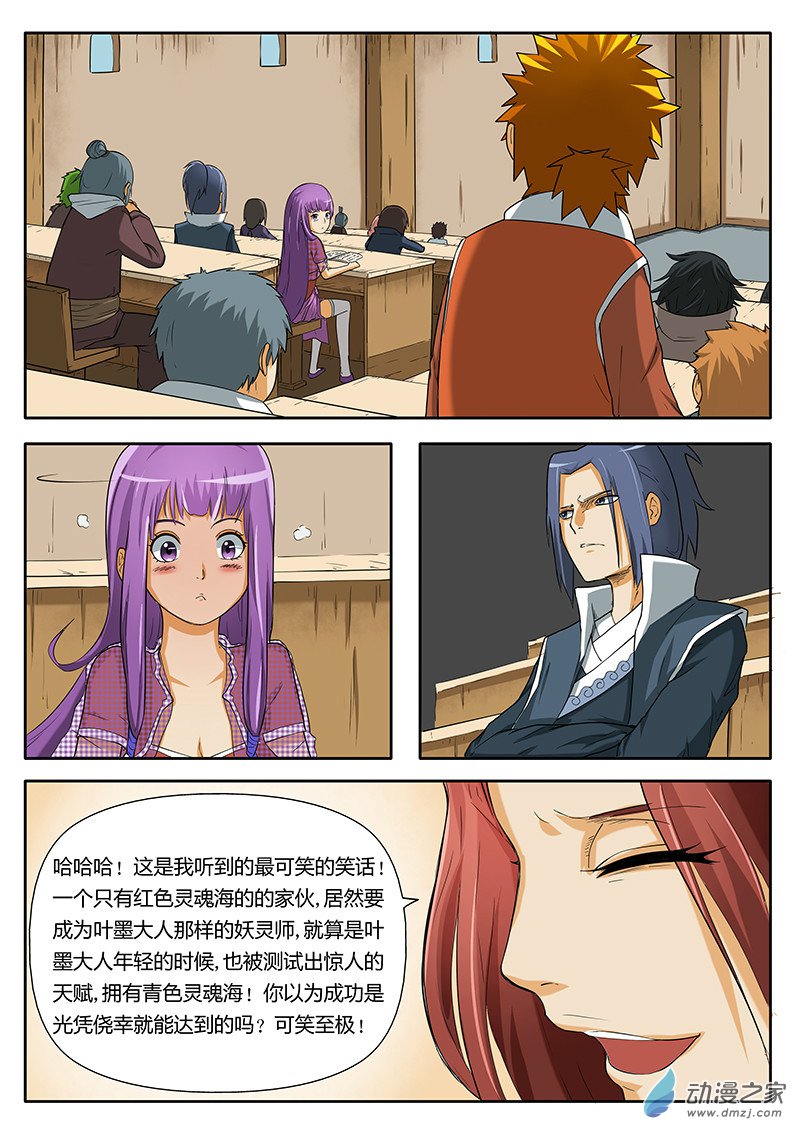 哈哈哈！这是我听到的最可笑的笑话！
一个只有红色灵魂海的的家伙，居然要
成为叶墨大人那样的妖灵师，就算是叶
墨大人年轻的时候，也被测试出惊人的
天赋，拥有青色灵魂海！你以为成功是
光凭侥幸就能达到的吗？可笑至极！
动漫之家
www.dmzj.com